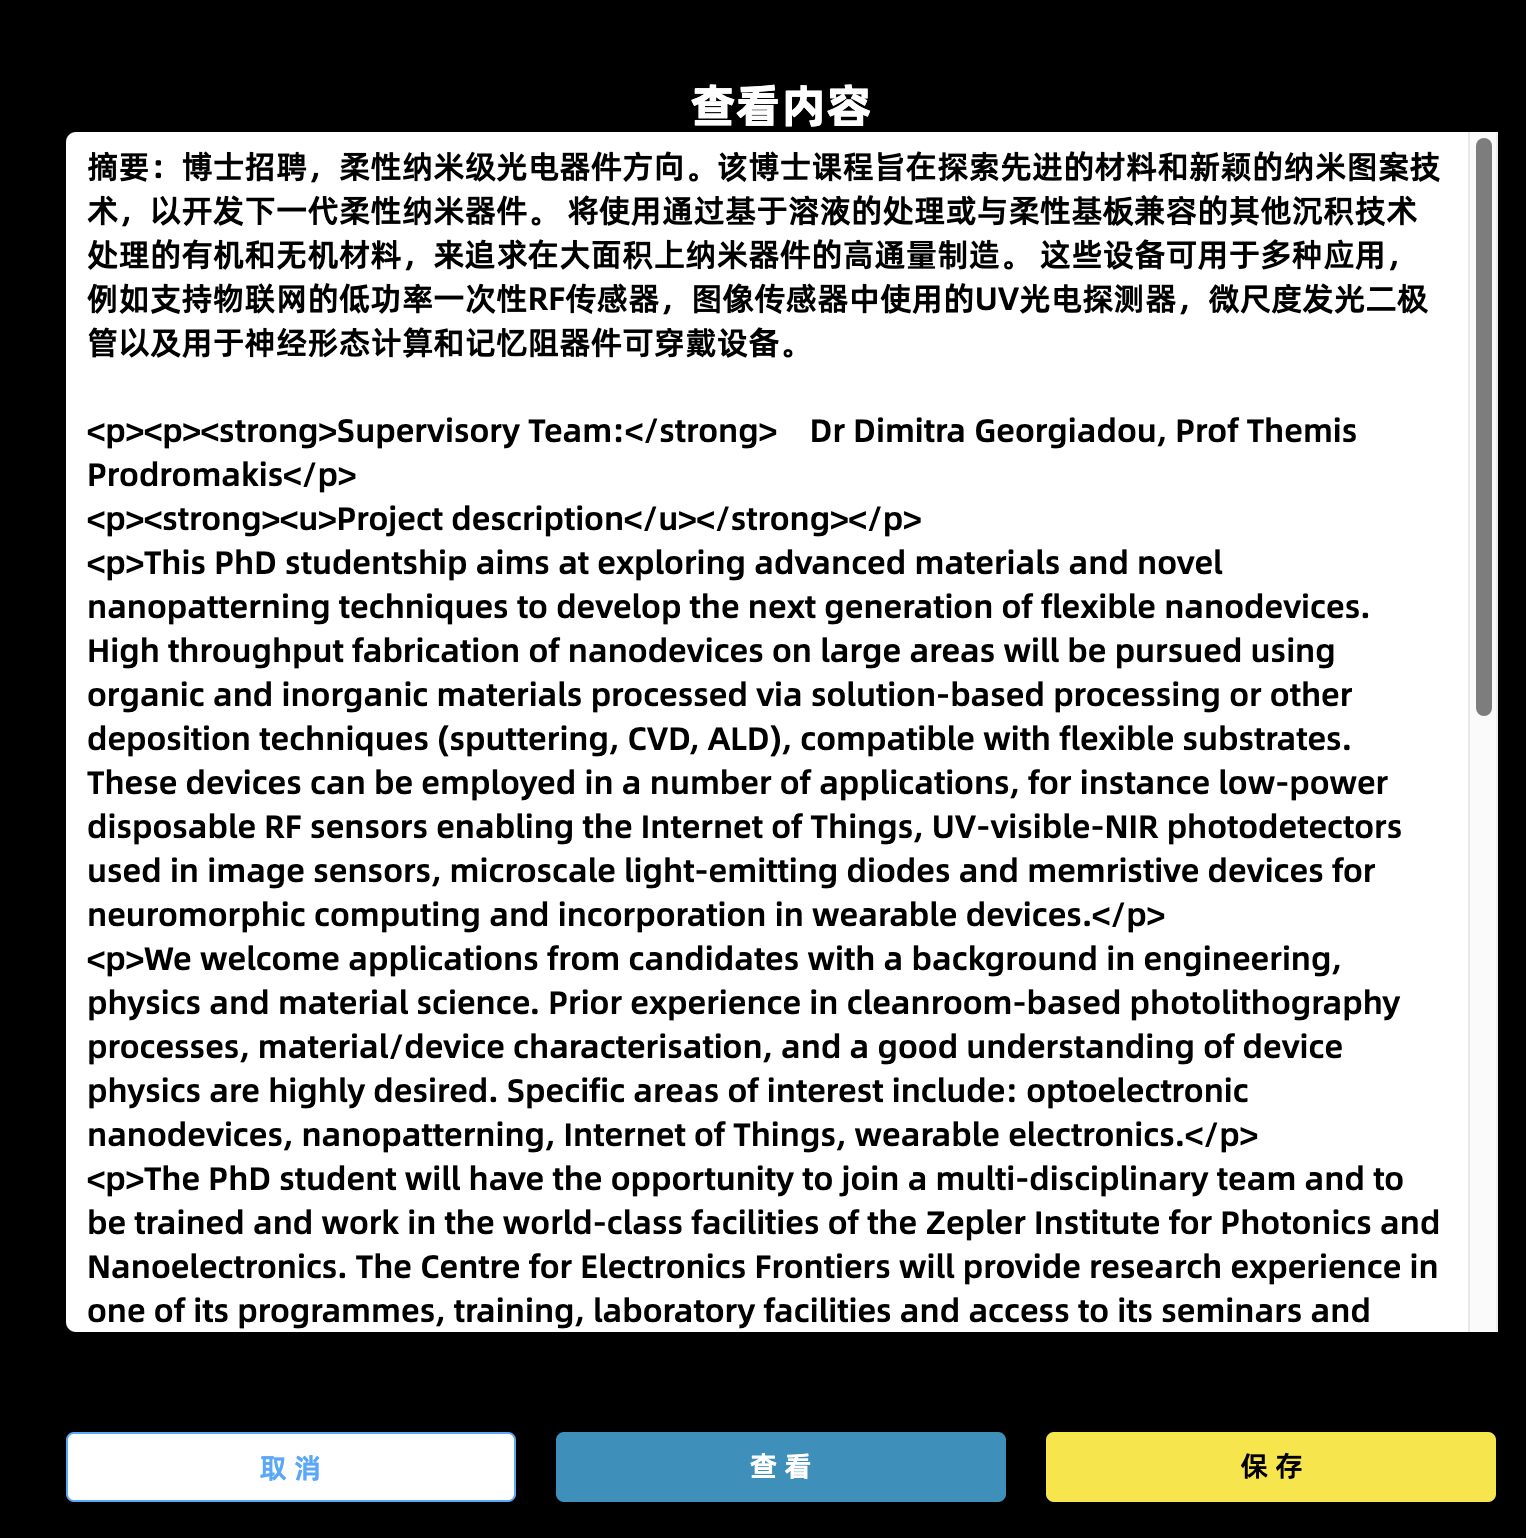 查看内容
摘要：博士招聘，柔性纳米级光电器件方向。该博士课程旨在探索先进的材料和新颖的纳米图案技
术，以开发下一代柔性纳米器件。 将使用通过基于溶液的处理或与柔性基板兼容的其他沉积技术
处理的有机和无机材料，来追求在大面积上纳米器件的高通量制造。 这些设备可用于多种应用，
例如支持物联网的低功率一次性RF传感器，图像传感器中使用的UV光电探测器，微尺度发光二极
管以及用于神经形态计算和记忆阻器件可穿戴设备。
<p><p><strong>Supervisory Team:</strong>　Dr Dimitra Georgiadou, Prof Themis
Prodromakis</p>
<p><strong><u>Project description</u></strong></p>
<p>This PhD studentship aims at exploring advanced materials and novel
nanopatterning techniques to develop the next generation of flexible nanodevices.
High throughput fabrication of nanodevices on large areas will be pursued using
organic and inorganic materials processed via solution-based processing or other
deposition techniques (sputtering, CVD, ALD), compatible with flexible substrates.
These devices can be employed in a number of applications, for instance low-power
disposable RF sensors enabling the Internet of Things, UV-visible-NIR photodetectors
used in image sensors, microscale light-emitting diodes and memristive devices for
neuromorphic computing and incorporation in wearable devices.</p>
<p>We welcome applications from candidates with a background in engineering,
physics and material science. Prior experience in cleanroom-based photolithography
processes, material/device characterisation, and a good understanding of device
physics are highly desired. Specific areas of interest include: optoelectronic
nanodevices, nanopatterning, Internet of Things, wearable electronics.</p>
<p>The PhD student will have the opportunity to join a multi-disciplinary team and to
be trained and work in the world-class facilities of the Zepler Institute for Photonics and
Nanoelectronics. The Centre for Electronics Frontiers will provide research experience in
one of its programmes, training, laboratory facilities and access to its seminars and
取 消
查 看
保 存